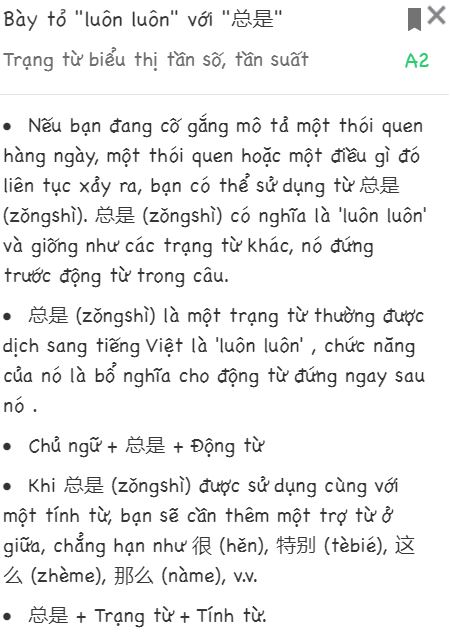 Bày tỏ "luôn luôn" với "总是"
Trạng từ biểu thị tần số, tần suất A2
• Nếu bạn đang cố gắng mô tả một thói quen
hàng ngày, một thói quen hoặc một điều gì đó
liên tục xảy ra, bạn có thể sử dụng từ 总是
(zǒngshì). 总是 (zǒngshì) có nghĩa là 'luôn luôn'
và giống như các trạng từ khác, nó đứng
trước động từ trong câu.
• 总是 (zǒngshì) là một trạng từ thường được
dịch sang tiếng Việt là 'luôn luôn' , chức năng
của nó là bổ nghĩa cho động từ đứng ngay sau
nó .
• Chủ ngữ + 总是 + Động từ
• Khi 总是 (zǒngshì) được sử dụng cùng với
một tính từ, bạn sẽ cần thêm một trợ từ ở
giữa, chẳng hạn như 很 (hěn), 特别 (tèbié), 这
么 (zhème), 那么 (nàme), v.v.
• 总是 + Trạng từ + Tính từ.